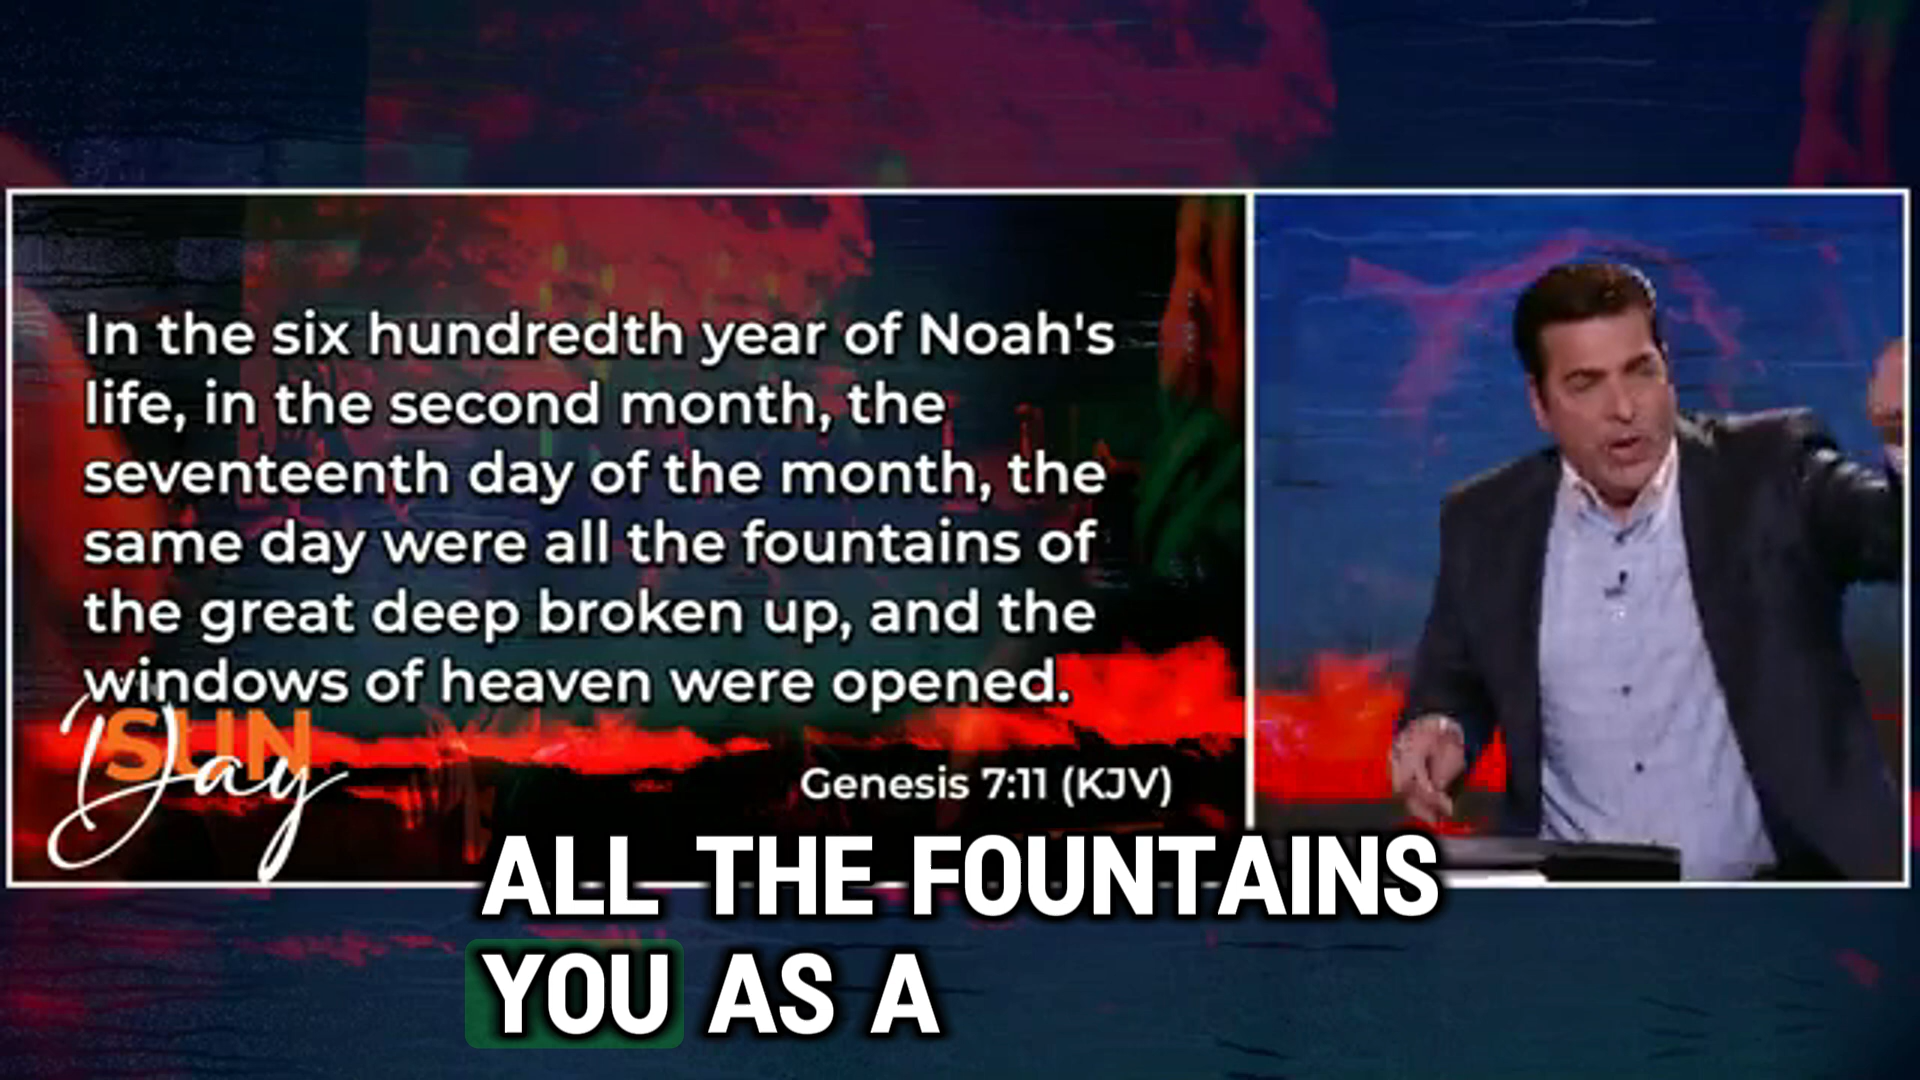 In the six hundredth year of Noah's
life, in the second month, the
seventeenth day of the month, the
same day were all the fountains of
the great deep broken up, and the
windows of heaven were opened.
SUN
Day
Genesis 7:11 (KJV)
ALL THE FOUNTAINS
YOU AS A